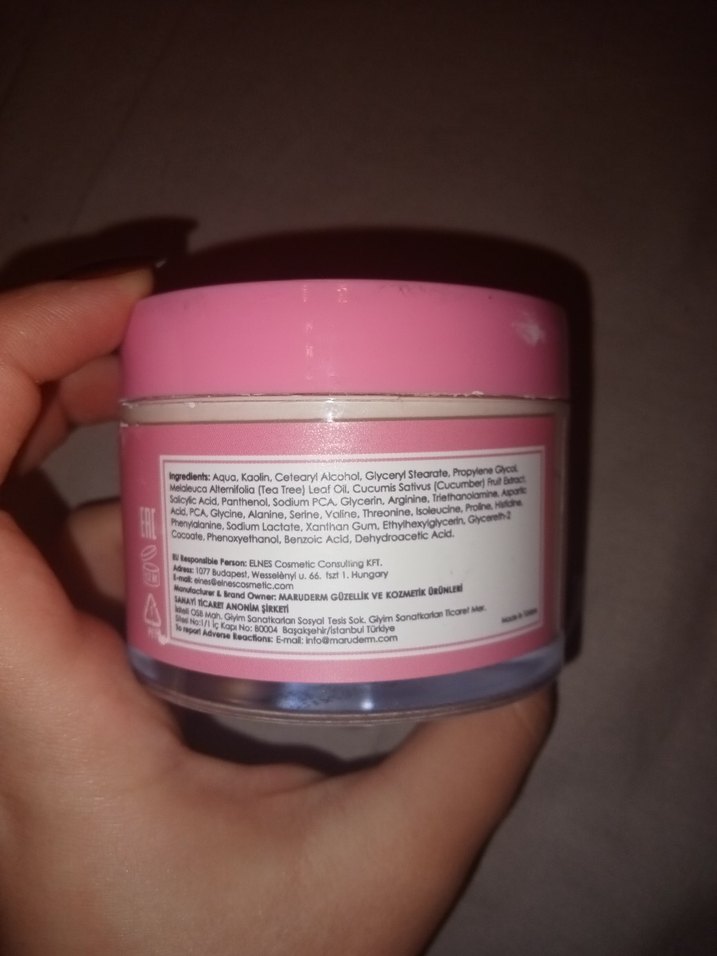 Ingredients: Aqua, Kaolin, Cetearyl Alcohol, Glyceryl Stearate, Propylene Glycol,
Melaleuca Alternifolia (Tea Tree) Leaf Oil, Cucumis Sativus (Cucumber) Fruit Extract,
Salicylic Acid, Panthenol, Sodium PCA, Glycerin, Arginine, Triethanolamine, Aspartic
Acid, PCA, Glycine, Alanine, Serine, Valine, Threonine, Isoleucine, Proline, Histidine,
Phenylalanine, Sodium Lactate, Xanthan Gum, Ethylhexylglycerin, Glycereth-2
Cocoate, Phenoxyethanol, Benzoic Acid, Dehydroacetic Acid.
EU Responsible Person: ELNES Cosmetic Consulting KFT.
Adress: 1077 Budapest, Wesselènyi u. 66. fszt 1. Hungary
E-mail: elnes@elnescosmetic.com
Manufacturer & Brand Owner: MARUDERM GÜZELLİK VE KOZMETİK ÜRÜNLERİ
SANAYİ TİCARET ANONİM ŞİRKETİ
İkitelli OSB Mah. Giyim Sanatkarları Sosyal Tesis Sok. Giyim Sanatkarları Ticaret Mer.
Sitesi No:1/1 İç Kapı No: B0004 Başakşehir/İstanbul Türkiye
To report Adverse Reactions: E-mail: info@maruderm.com
Made in Türkiye
EAC